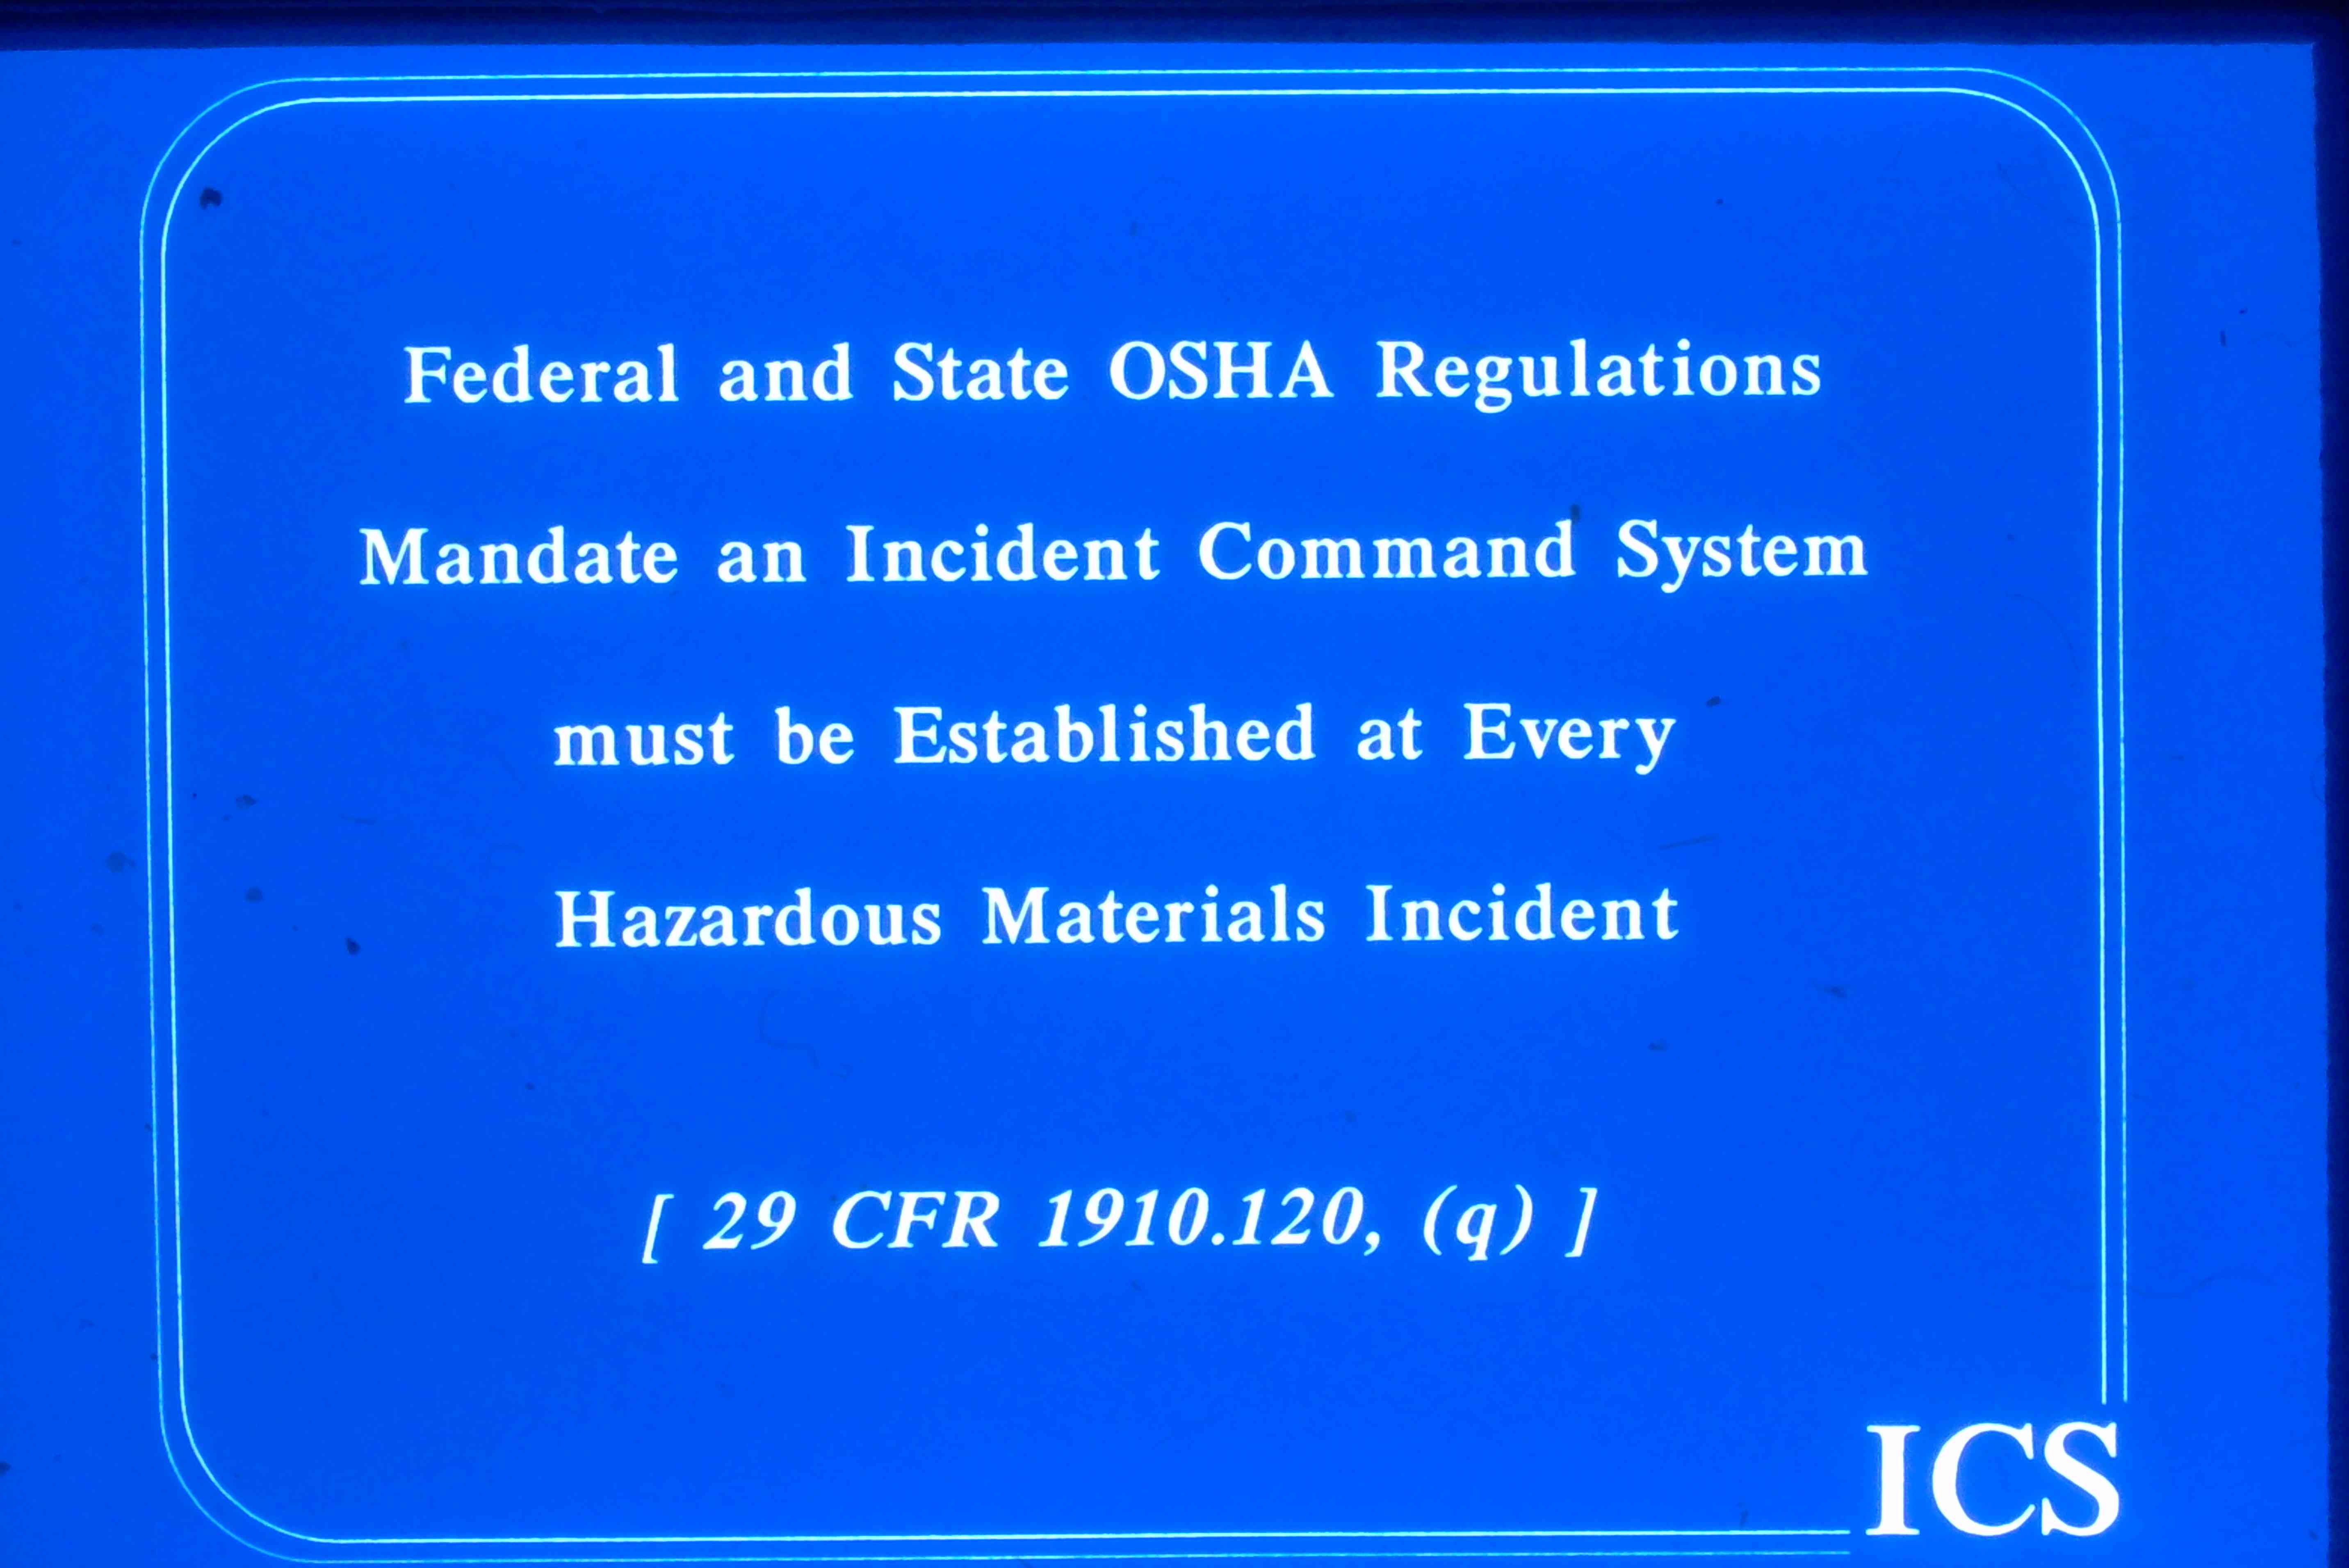 Federal and State OSHA Regulations
Mandate an Incident Command System
must be Established at Every
Hazardous Materials Incident
[ 29 CFR 1910.120, (q) ]
ICS